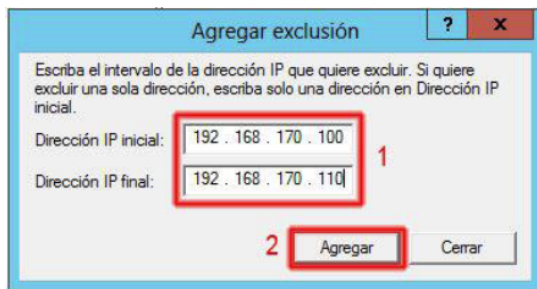 Agregar exclusión
?
x
Escriba el intervalo de la dirección IP que quiere excluir. Si quiere
excluir una sola dirección, escriba solo una dirección en Dirección IP
inicial.
Dirección IP inicial: 192 . 168 . 170 . 100
1
Dirección IP final: 192 . 168 . 170 . 110
2 Agregar Cerrar